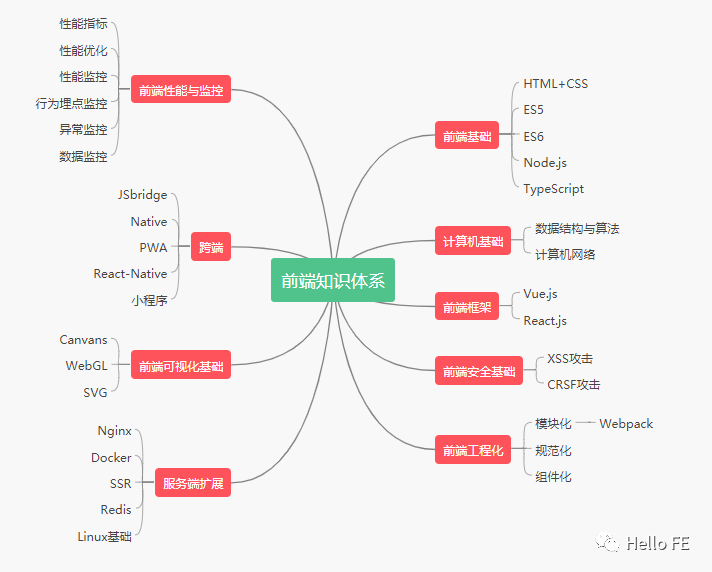 前端知识体系
前端性能与监控
性能指标
性能优化
性能监控
行为埋点监控
异常监控
数据监控
跨端
JSbridge
Native
PWA
React-Native
小程序
前端可视化基础
Canvans
WebGL
SVG
服务端扩展
Nginx
Docker
SSR
Redis
Linux基础
前端基础
HTML+CSS
ES5
ES6
Node.js
TypeScript
计算机基础
数据结构与算法
计算机网络
前端框架
Vue.js
React.js
前端安全基础
XSS攻击
CRSF攻击
前端工程化
模块化
Webpack
规范化
组件化
Hello FE